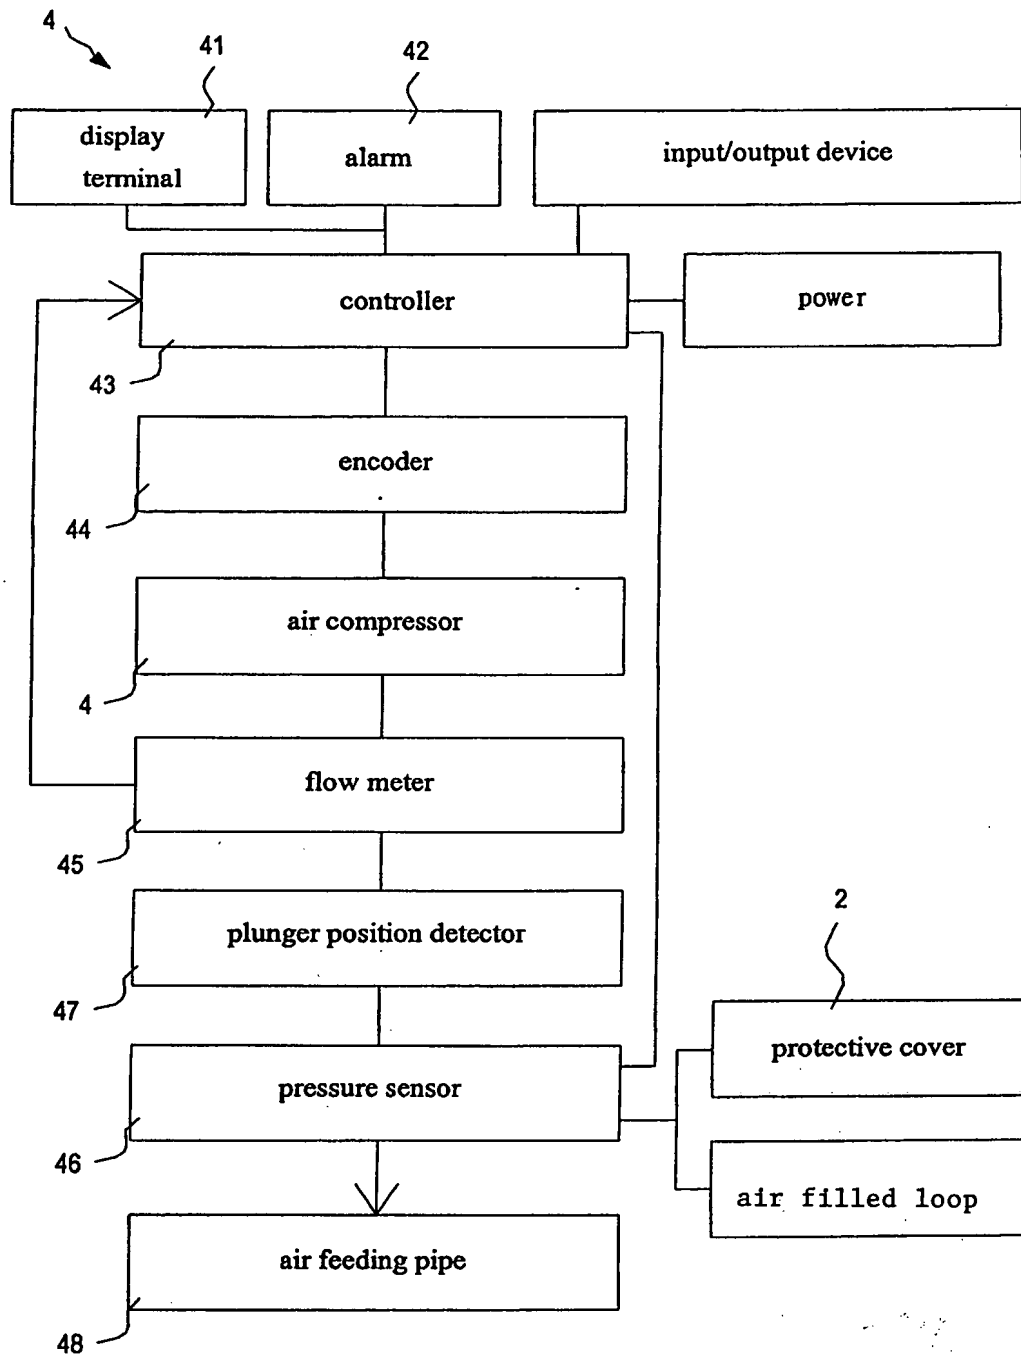 4
41
42
display
terminal
alarm
input/output device
controller
power
43
encoder
44
air compressor
4
flow meter
45
2
plunger position detector
47
protective cover
pressure sensor
46
air filled loop
air feeding pipe
48